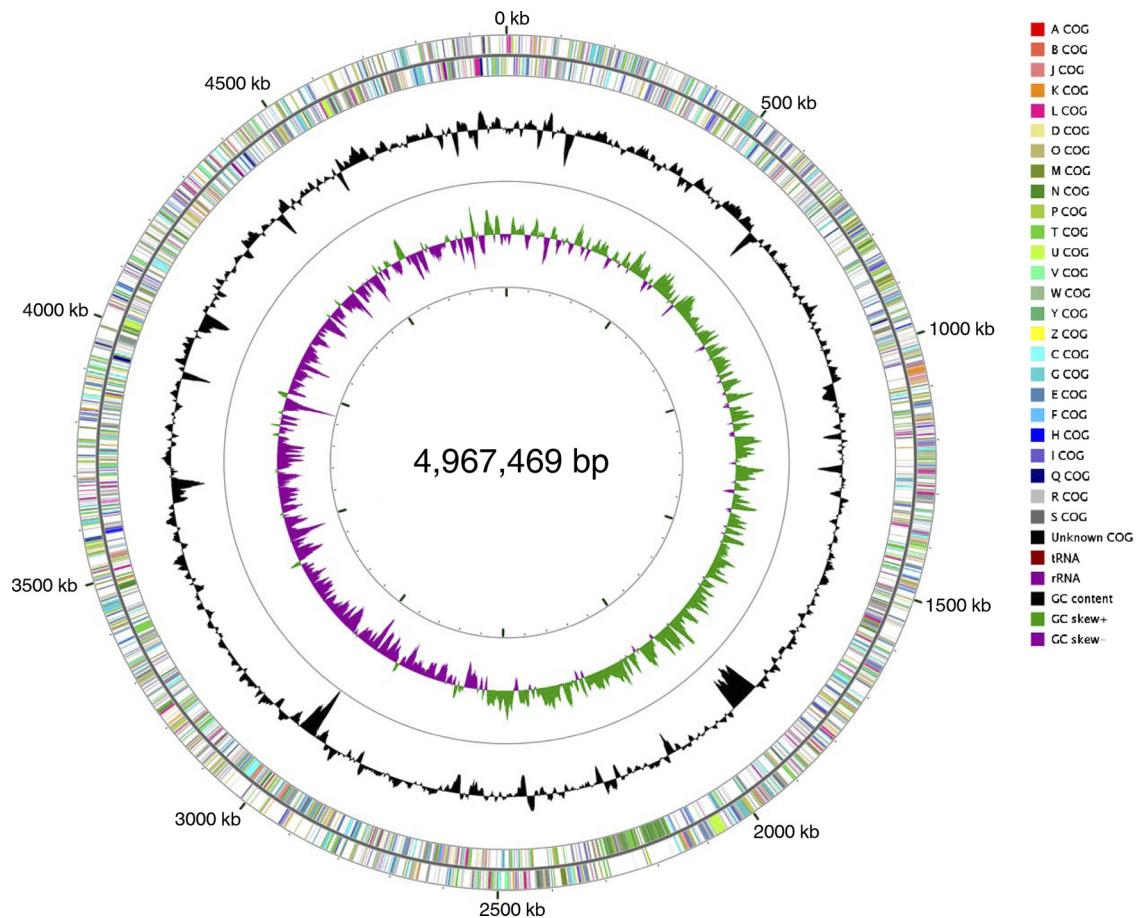 0 kb
500 kb
1000 kb
1500 kb
2000 kb
2500 kb
3000 kb
3500 kb
4000 kb
4500 kb
4,967,469 bp
A COG
B COG
J COG
K COG
L COG
D COG
O COG
M COG
N COG
P COG
T COG
U COG
V COG
W COG
Y COG
Z COG
C COG
G COG
E COG
F COG
H COG
I COG
Q COG
R COG
S COG
Unknown COG
tRNA
rRNA
GC content
GC skew+
GC skew-